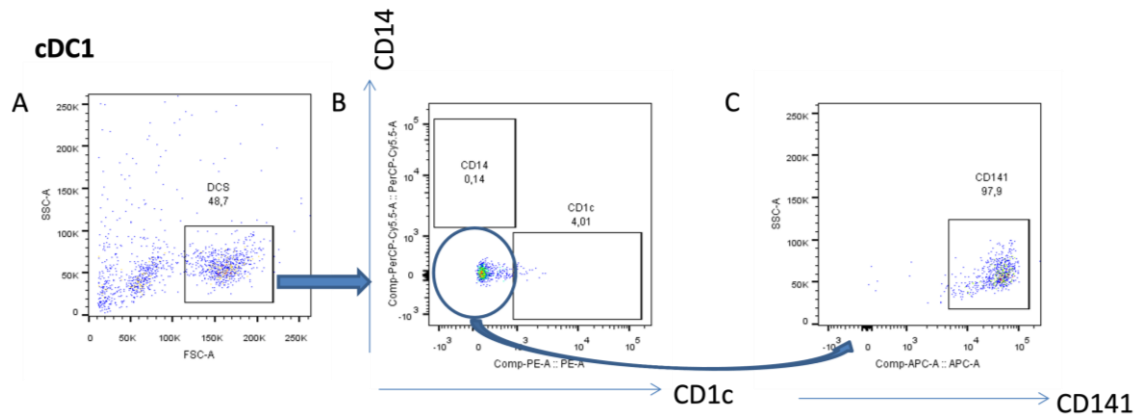 cDC1
A
250K
200K
150K
100K
50K
0
SSC-A
DCS
48,7
0 50K 100K 150K 200K 250K
FSC-A
B
CD14
10^5
10^4
10^3
0
-10^3
Comp-PerCP-Cy5.5-A :: PerCP-Cy5.5-A
CD14
0,14
CD1c
4,01
-10^3 0 10^3 10^4 10^5
Comp-PE-A :: PE-A
CD1c
C
250K
200K
150K
100K
50K
0
SSC-A
CD141
97,9
-10^3 0 10^3 10^4 10^5
Comp-APC-A :: APC-A
CD141